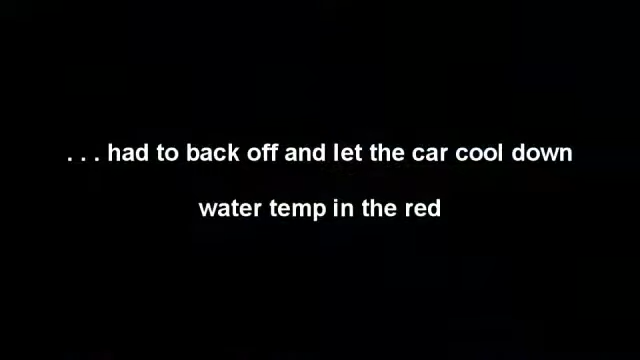 . . . had to back off and let the car cool down
water temp in the red